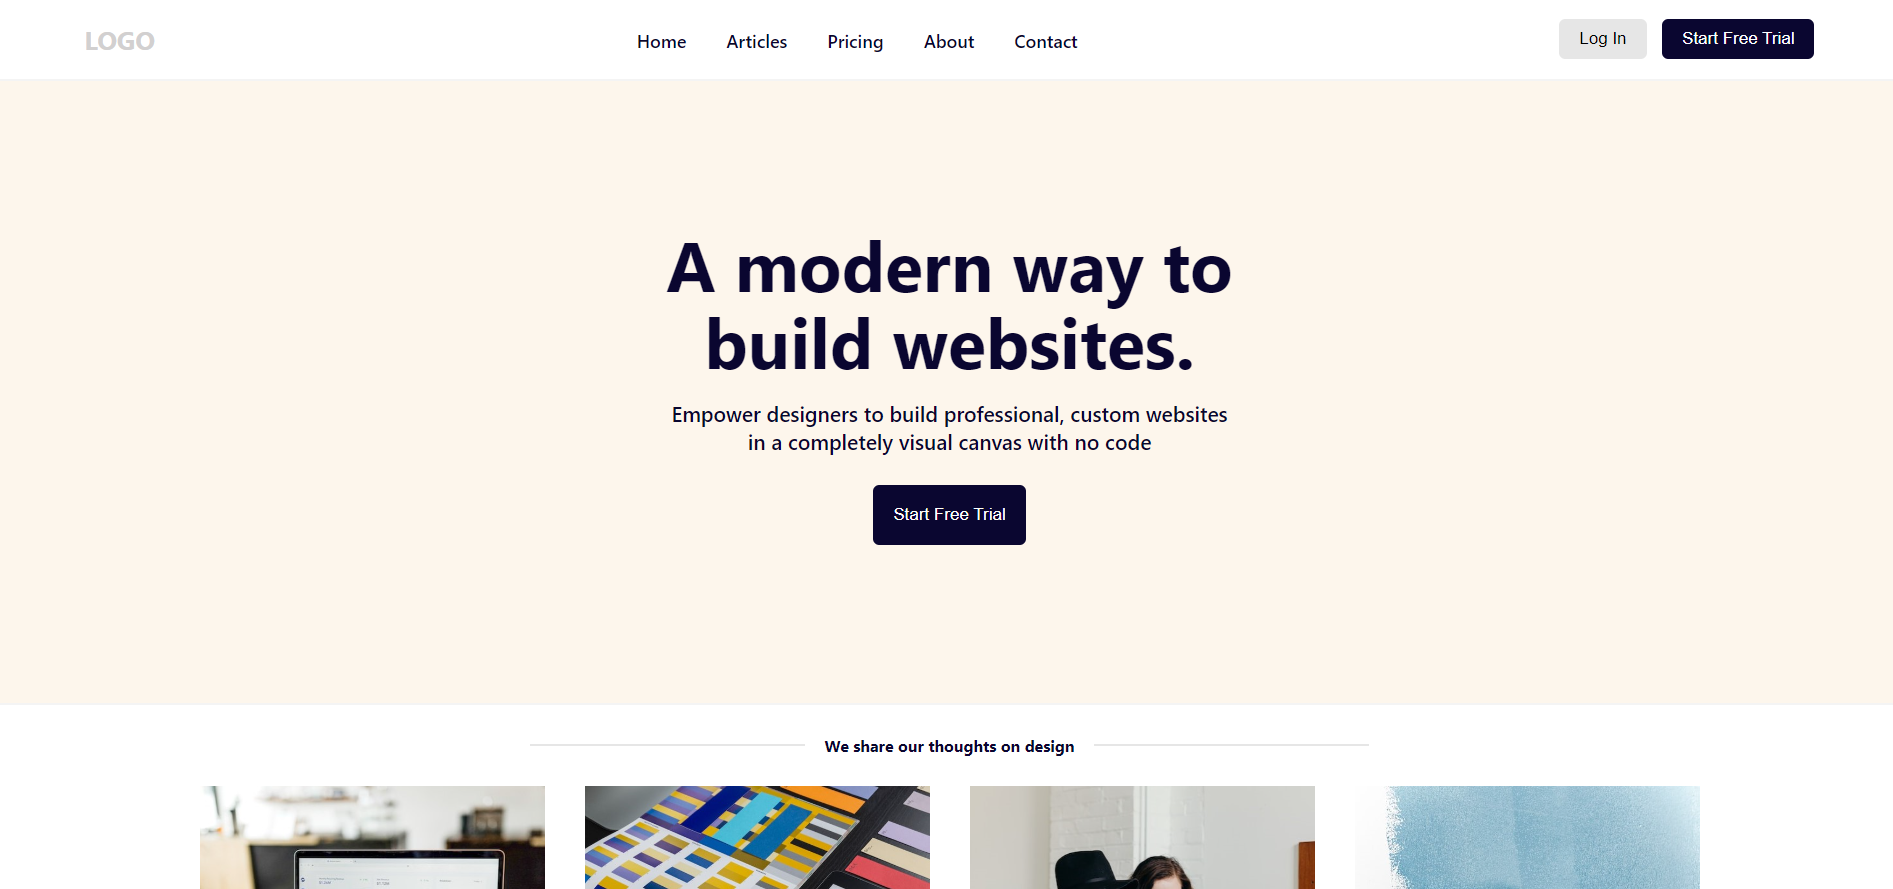 LOGO
Home Articles Pricing About Contact
Log In Start Free Trial
A modern way to
build websites.
Empower designers to build professional, custom websites
in a completely visual canvas with no code
Start Free Trial
We share our thoughts on design